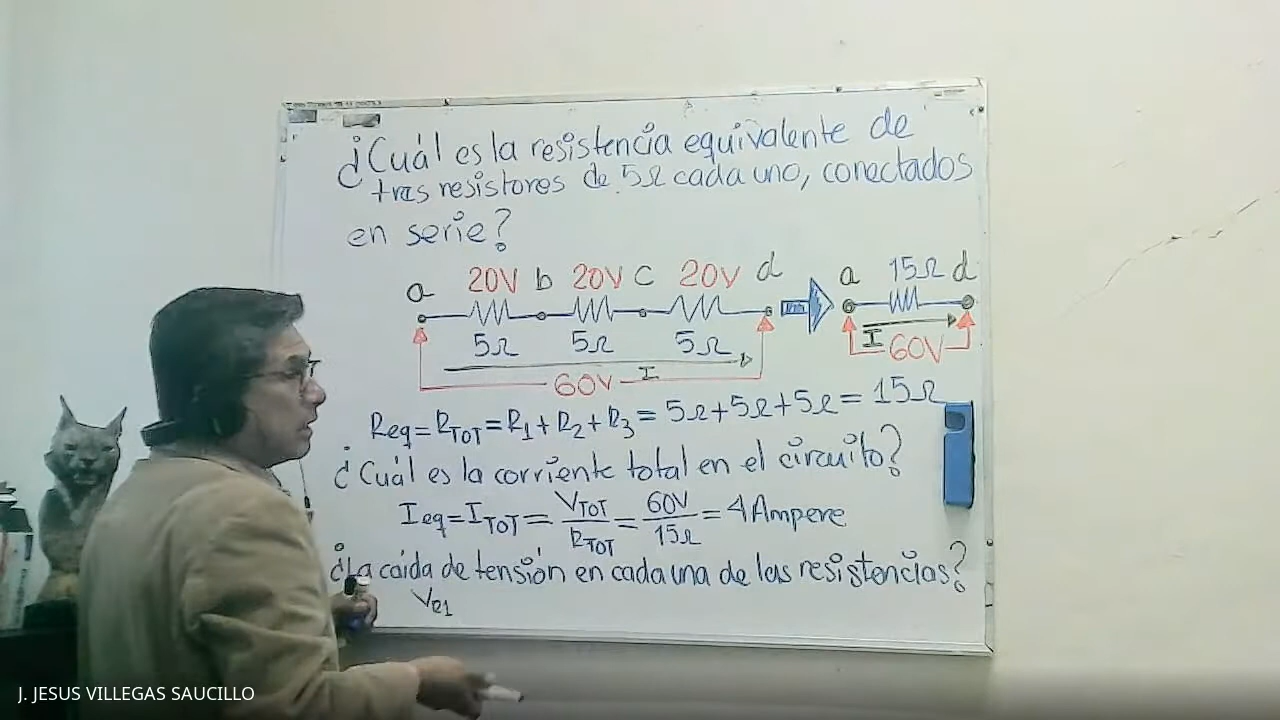 ¿Cuál es la resistencia equivalente de
tres resistores de 5Ω cada uno, conectados
en serie?
a 20V b 20V c 20V d
5Ω 5Ω 5Ω
I
60V
a 15Ω d
I
60V
Req=RTOT=R1+R2+R3=5Ω+5Ω+5Ω=15Ω
¿Cuál es la corriente total en el circuito?
Ieq=ITOT=VTOT/RTOT=60V/15Ω=4Ampere
¿La caída de tensión en cada una de las resistencias?
VR1
J. JESUS VILLEGAS SAUCILLO